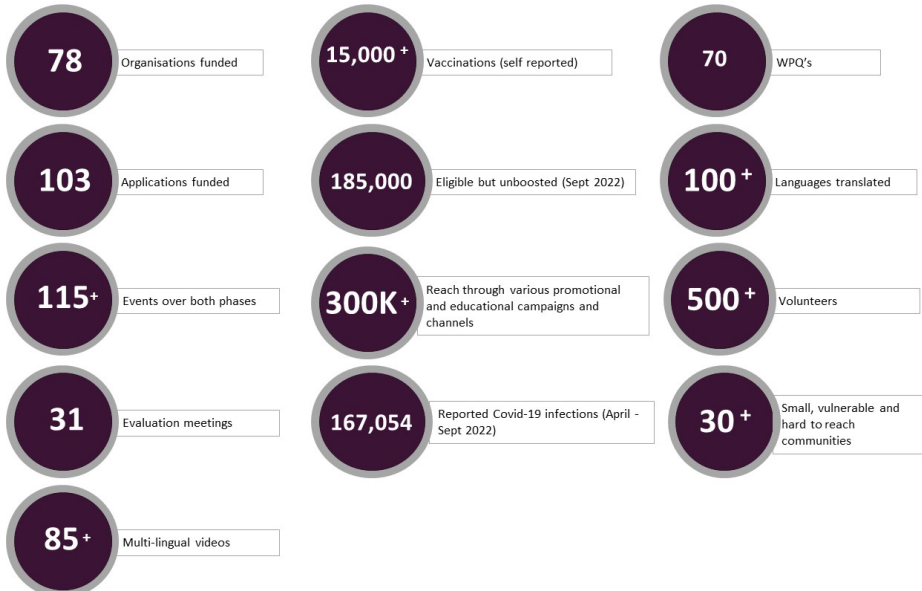 78
Organisations funded
15,000 +
Vaccinations (self reported)
70
WPQ's
103
Applications funded
185,000
Eligible but unboosted (Sept 2022)
100 +
Languages translated
115+
Events over both phases
300K +
Reach through various promotional
and educational campaigns and
channels
500 +
Volunteers
31
Evaluation meetings
167,054
Reported Covid-19 infections (April -
Sept 2022)
30 +
Small, vulnerable and
hard to reach
communities
85 +
Multi-lingual videos